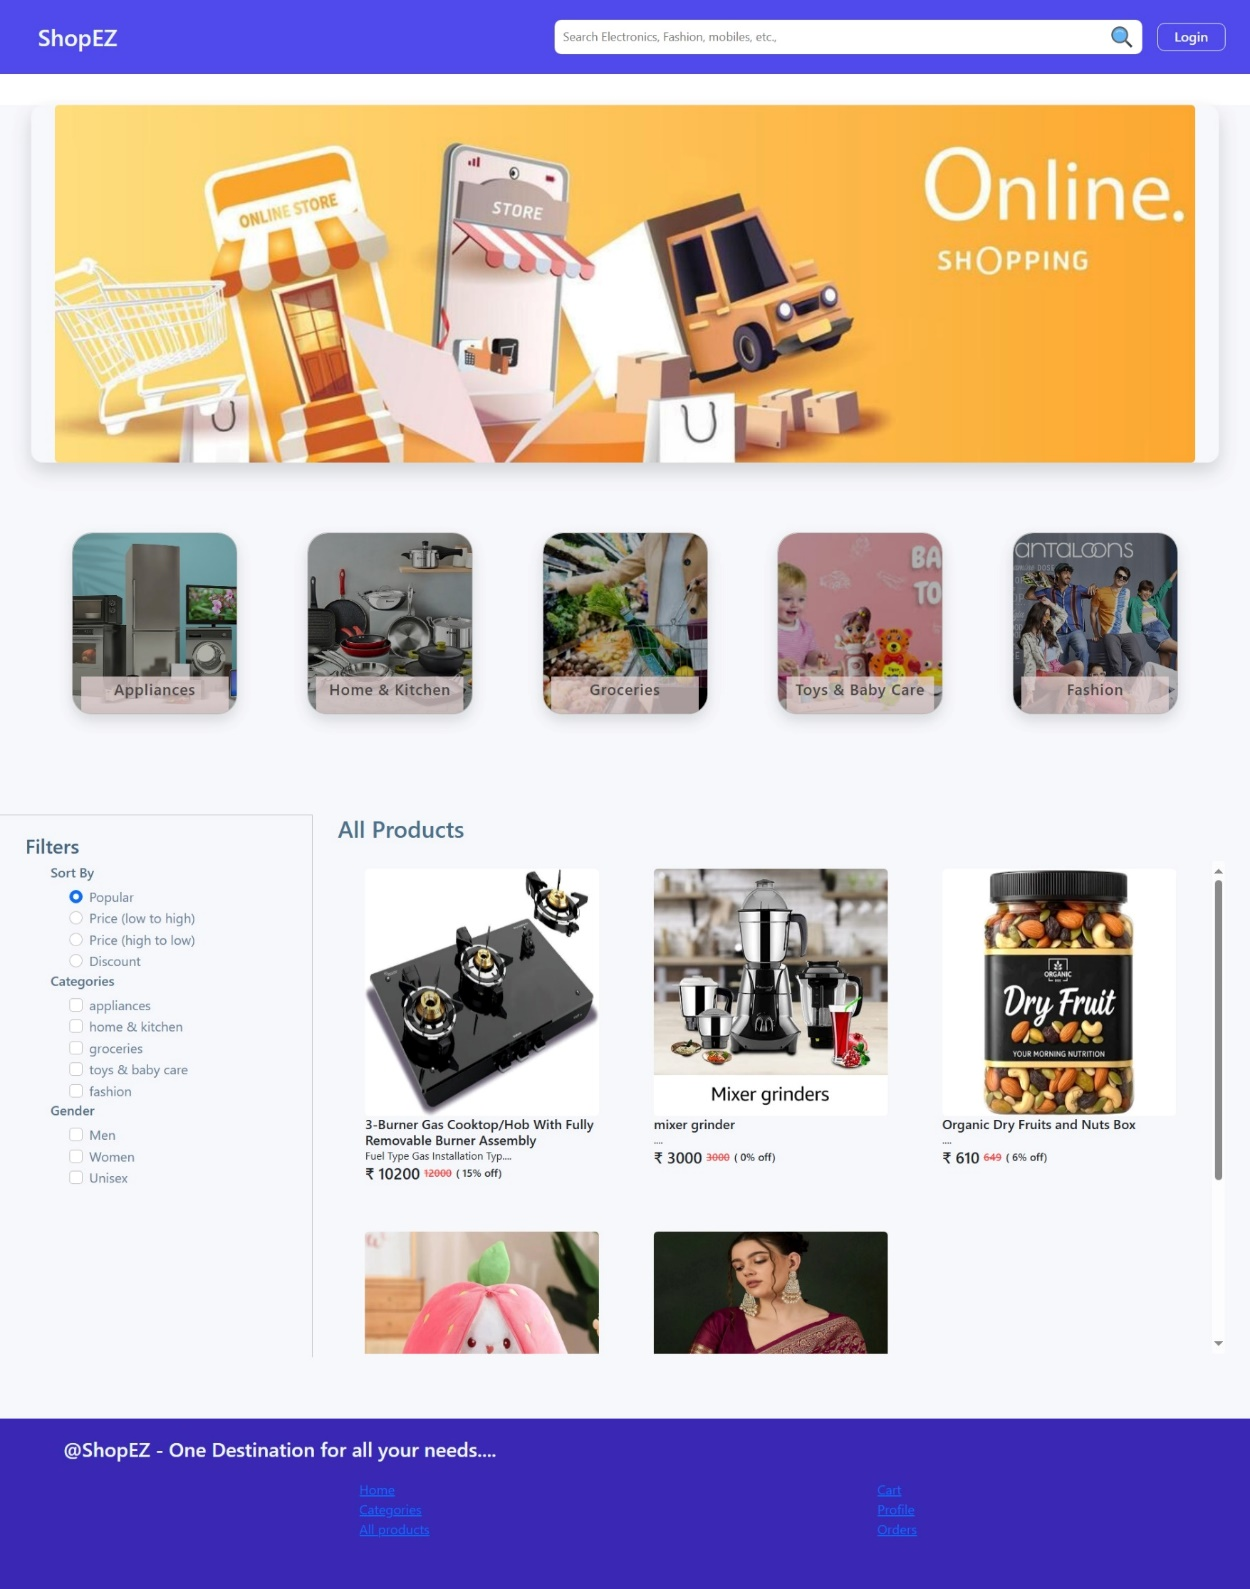 ShopEZ
Search Electronics, Fashion, mobiles, etc.,
Login
ONLINE STORE
STORE
Online.
SHOPPING
Appliances
Home & Kitchen
Groceries
BA
TO
Toys & Baby Care
antaloons
Fashion
Filters
Sort By
Popular
Price (low to high)
Price (high to low)
Discount
Categories
appliances
home & kitchen
groceries
toys & baby care
fashion
Gender
Men
Women
Unisex
All Products
Mixer grinders
ORGANIC
Dry Fruit
YOUR MORNING NUTRITION
3-Burner Gas Cooktop/Hob With Fully
Removable Burner Assembly
Fuel Type Gas Installation Typ....
₹ 10200 12000 ( 15% off)
mixer grinder
....
₹ 3000 3000 ( 0% off)
Organic Dry Fruits and Nuts Box
....
₹ 610 649 ( 6% off)
@ShopEZ - One Destination for all your needs....
Home
Categories
All products
Cart
Profile
Orders